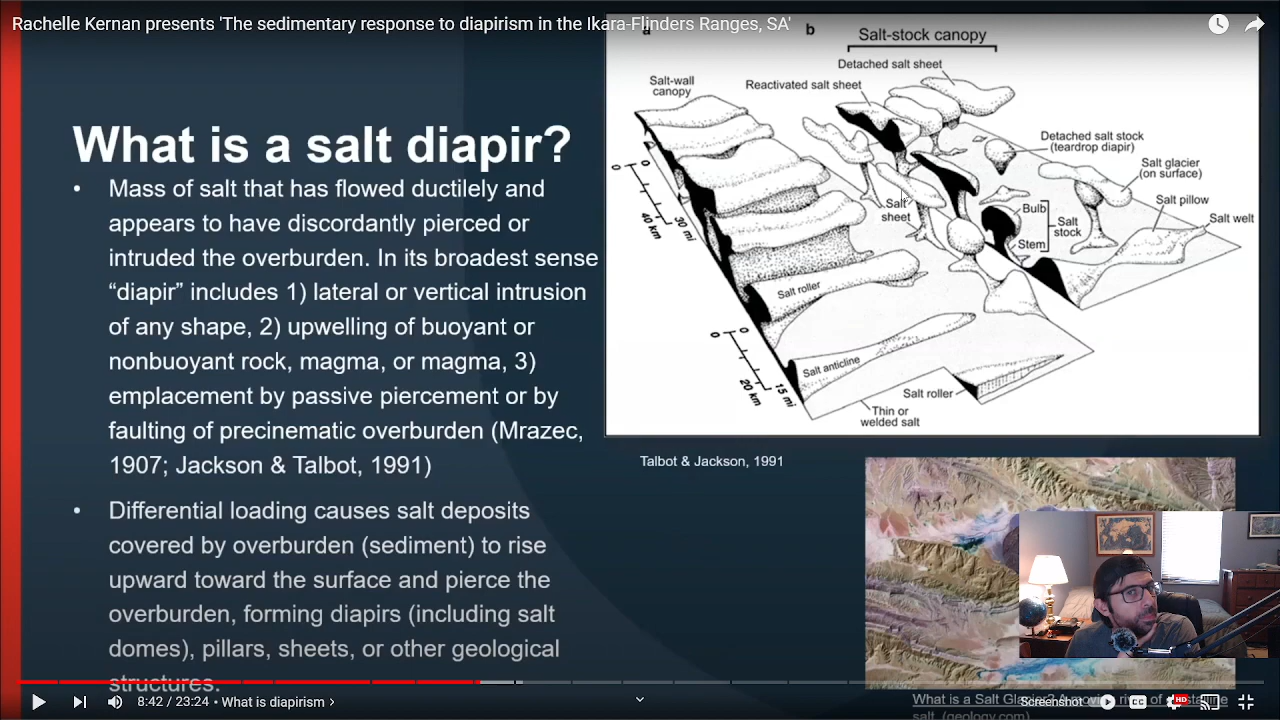 Rachelle Kernan presents 'The sedimentary response to diapirism in the Ikara-Flinders Ranges, SA'
What is a salt diapir?
• Mass of salt that has flowed ductilely and
appears to have discordantly pierced or
intruded the overburden. In its broadest sense
“diapir” includes 1) lateral or vertical intrusion
of any shape, 2) upwelling of buoyant or
nonbuoyant rock, magma, or magma, 3)
emplacement by passive piercement or by
faulting of precinematic overburden (Mrazec,
1907; Jackson & Talbot, 1991)
• Differential loading causes salt deposits
covered by overburden (sediment) to rise
upward toward the surface and pierce the
overburden, forming diapirs (including salt
domes), pillars, sheets, or other geological
structures.
a
b
Salt-stock canopy
Detached salt sheet
Reactivated salt sheet
Salt-wall
canopy
Detached salt stock
(teardrop diapir)
Salt glacier
(on surface)
Salt pillow
Salt welt
Salt
sheet
Bulb
Stem
Salt
stock
0
0
40 km
30 mi
Salt roller
0
0
20 km
15 mi
Salt anticline
Salt roller
Thin or
welded salt
Talbot & Jackson, 1991
8:42 / 23:24 • What is diapirism >
What is a Salt Glacier? A moving river of crystalline
salt. (geology.com)
Screenshot
CC
HD